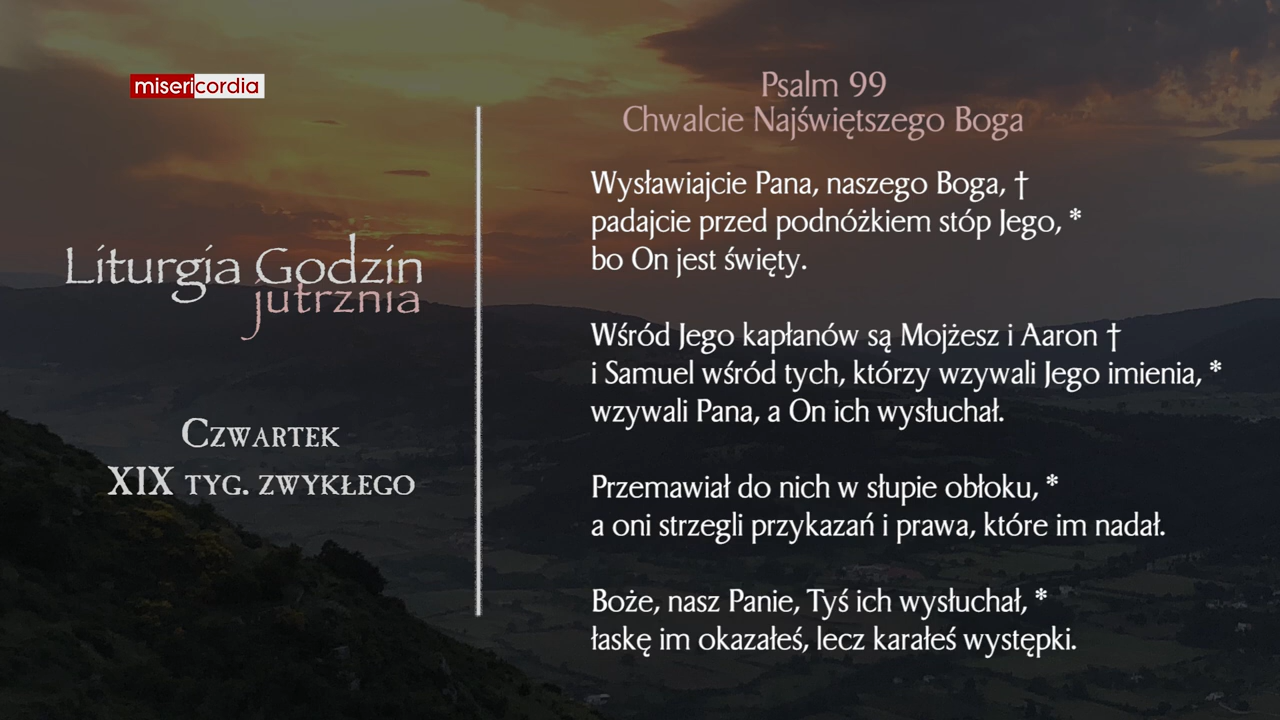 misericordia
Liturgia Godzin
jutrznia
Czwartek
XIX tyg. zwykłego
Psalm 99
Chwalcie Najświętszego Boga
Wysławiajcie Pana, naszego Boga, †
padajcie przed podnóżkiem stóp Jego, *
bo On jest święty.
Wśród Jego kapłanów są Mojżesz i Aaron †
i Samuel wśród tych, którzy wzywali Jego imienia, *
wzywali Pana, a On ich wysłuchał.
Przemawiał do nich w słupie obłoku, *
a oni strzegli przykazań i prawa, które im nadał.
Boże, nasz Panie, Tyś ich wysłuchał, *
łaskę im okazałeś, lecz karałeś występki.